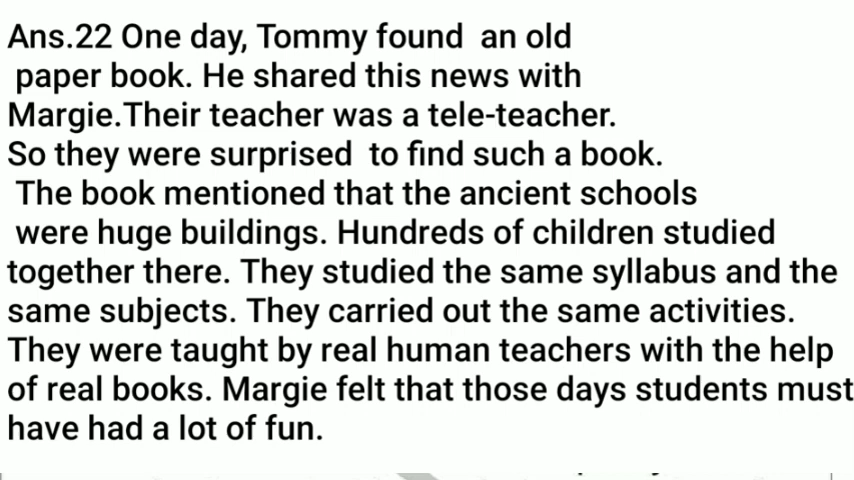 Ans.22 One day, Tommy found an old
paper book. He shared this news with
Margie.Their teacher was a tele-teacher.
So they were surprised to find such a book.
The book mentioned that the ancient schools
were huge buildings. Hundreds of children studied
together there. They studied the same syllabus and the
same subjects. They carried out the same activities.
They were taught by real human teachers with the help
of real books. Margie felt that those days students must
have had a lot of fun.